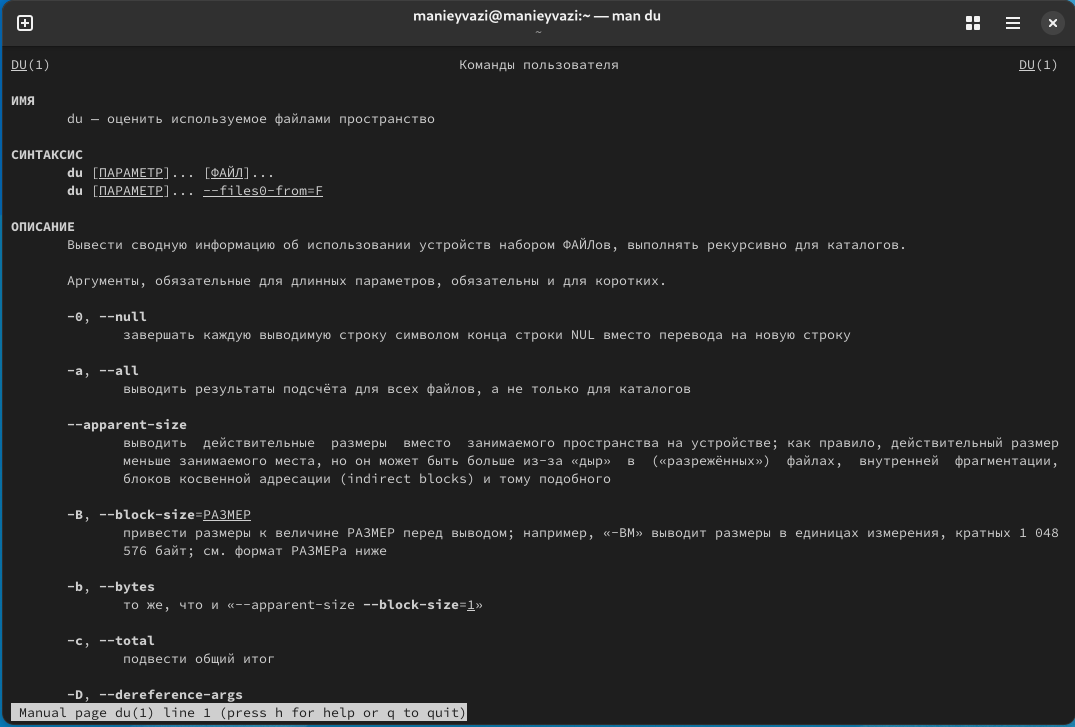 manieyvazi@manieyvazi:~ — man du
~
DU(1) Команды пользователя DU(1)
ИМЯ
du — оценить используемое файлами пространство
СИНТАКСИС
du [ПАРАМЕТР]... [ФАЙЛ]...
du [ПАРАМЕТР]... --files0-from=F
ОПИСАНИЕ
Вывести сводную информацию об использовании устройств набором ФАЙЛов, выполнять рекурсивно для каталогов.
Аргументы, обязательные для длинных параметров, обязательны и для коротких.
-0, --null
завершать каждую выводимую строку символом конца строки NUL вместо перевода на новую строку
-a, --all
выводить результаты подсчёта для всех файлов, а не только для каталогов
--apparent-size
выводить действительные размеры вместо занимаемого пространства на устройстве; как правило, действительный размер
меньше занимаемого места, но он может быть больше из-за «дыр» в («разрежённых») файлах, внутренней фрагментации,
блоков косвенной адресации (indirect blocks) и тому подобного
-B, --block-size=РАЗМЕР
привести размеры к величине РАЗМЕР перед выводом; например, «-BM» выводит размеры в единицах измерения, кратных 1 048
576 байт; см. формат РАЗМЕРа ниже
-b, --bytes
то же, что и «--apparent-size --block-size=1»
-c, --total
подвести общий итог
-D, --dereference-args
Manual page du(1) line 1 (press h for help or q to quit)